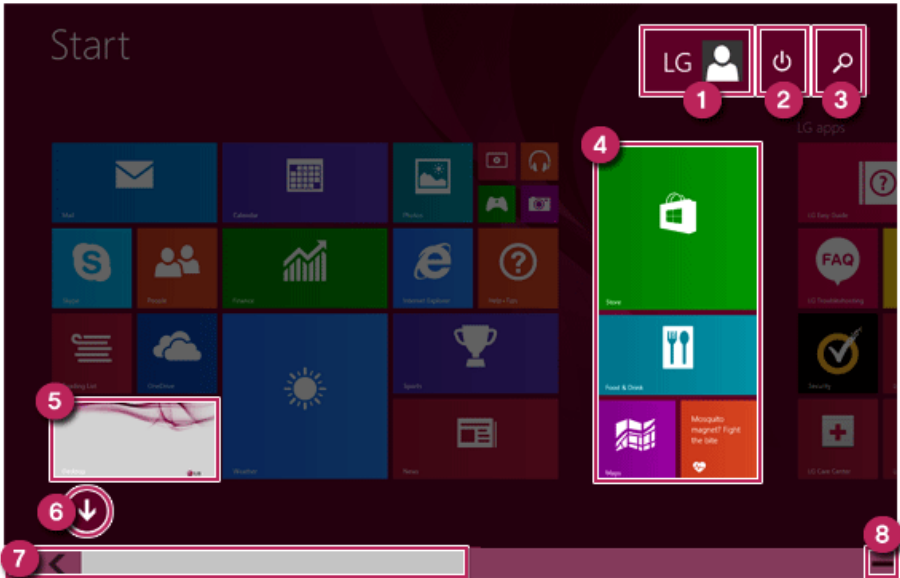 Start
LG
1
2
3
LG apps
4
Mail
Calendar
Photos
LG Easy Guide
Skype
People
Finance
Internet Explorer
Help+Tips
Store
FAQ
LG Troubleshooting
Reading List
OneDrive
Sports
Food & Drink
Security
5
Desktop
LG
Weather
News
Maps
Mosquito
magnet? Fight
the bite
LG Care Center
6
7
8